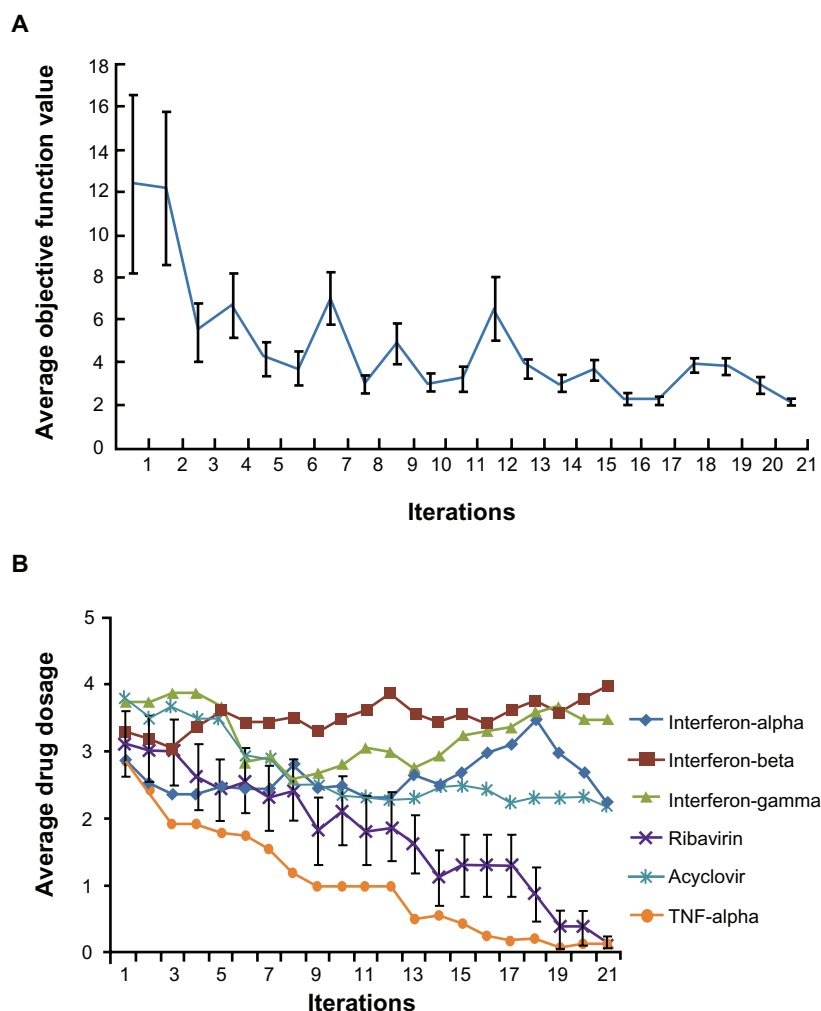 A
Average objective function value
18
16
14
12
10
8
6
4
2
0
1 2 3 4 5 6 7 8 9 10 11 12 13 14 15 16 17 18 19 20 21
Iterations
B
Average drug dosage
5
4
3
2
1
0
1 3 5 7 9 11 13 15 17 19 21
Iterations
Interferon-alpha
Interferon-beta
Interferon-gamma
Ribavirin
Acyclovir
TNF-alpha